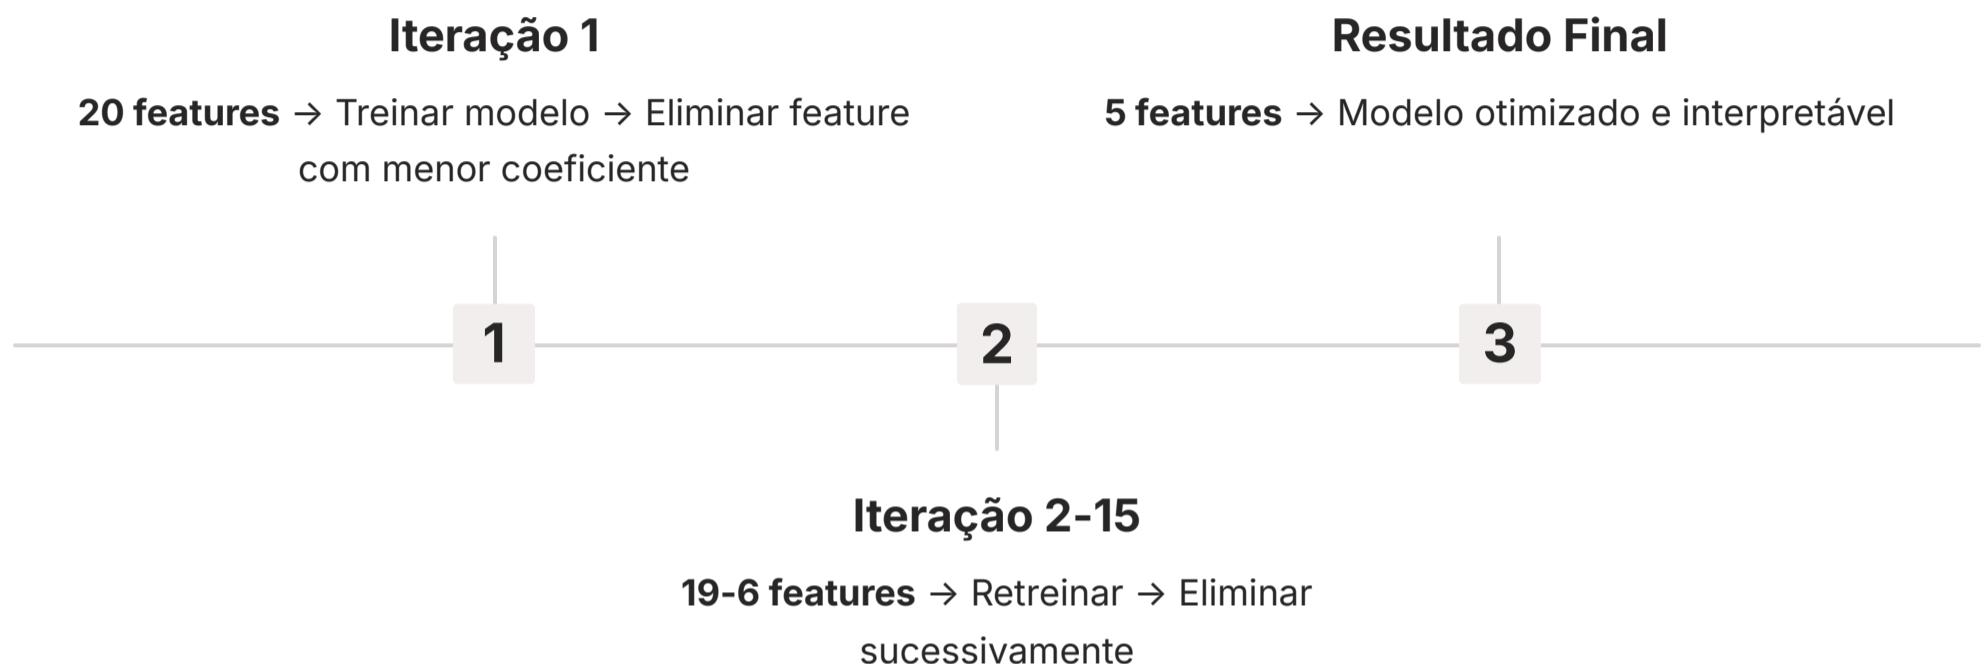 Iteração 1
20 features → Treinar modelo → Eliminar feature
com menor coeficiente
Resultado Final
5 features → Modelo otimizado e interpretável
1
2
3
Iteração 2-15
19-6 features → Retreinar → Eliminar
sucessivamente